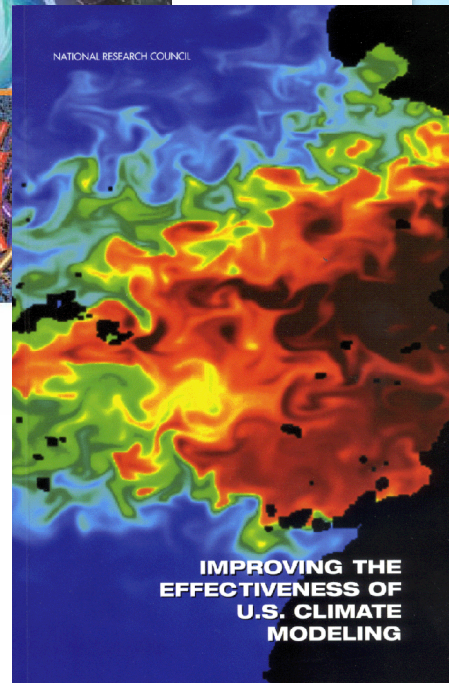 NATIONAL RESEARCH COUNCIL
IMPROVING THE
EFFECTIVENESS OF
U.S. CLIMATE
MODELING